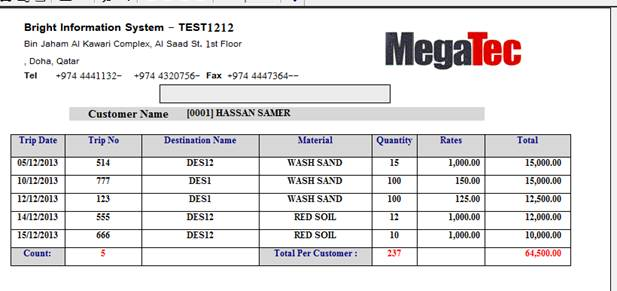 Bright Information System – TEST1212
Bin Jaham Al Kawari Complex, Al Saad St. 1st Floor
, Doha, Qatar
Tel +974 4441132- +974 4320756- Fax +974 4447364--
MegaTec
Customer Name [0001] HASSAN SAMER
Trip Date Trip No Destination Name Material Quantity Rates Total
05/12/2013 514 DES12 WASH SAND 15 1,000.00 15,000.00
10/12/2013 777 DES1 WASH SAND 100 150.00 15,000.00
12/12/2013 123 DES1 WASH SAND 100 125.00 12,500.00
14/12/2013 555 DES12 RED SOIL 12 1,000.00 12,000.00
15/12/2013 666 DES12 RED SOIL 10 1,000.00 10,000.00
Count: 5 Total Per Customer : 237 64,500.00